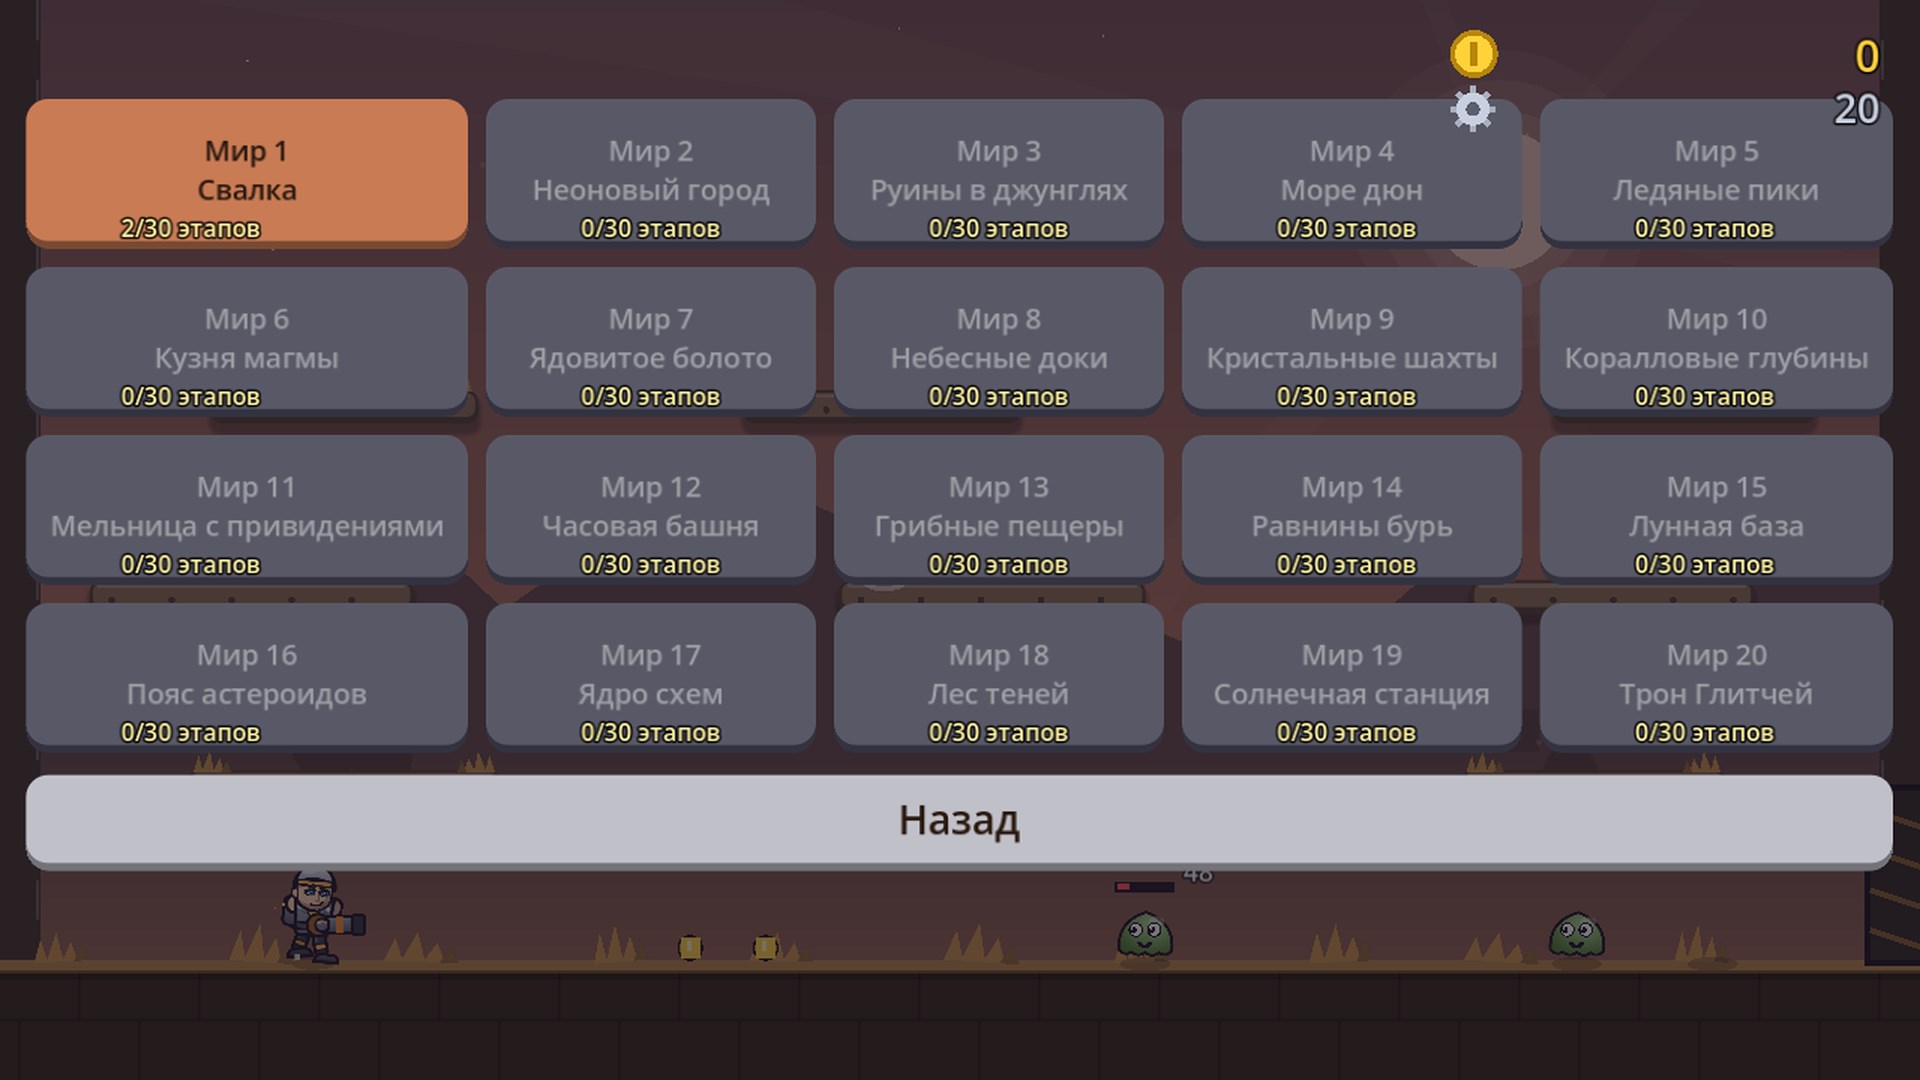 0
20
Мир 1
Свалка
2/30 этапов
Мир 2
Неоновый город
0/30 этапов
Мир 3
Руины в джунглях
0/30 этапов
Мир 4
Море дюн
0/30 этапов
Мир 5
Ледяные пики
0/30 этапов
Мир 6
Кузня магмы
0/30 этапов
Мир 7
Ядовитое болото
0/30 этапов
Мир 8
Небесные доки
0/30 этапов
Мир 9
Кристальные шахты
0/30 этапов
Мир 10
Коралловые глубины
0/30 этапов
Мир 11
Мельница с привидениями
0/30 этапов
Мир 12
Часовая башня
0/30 этапов
Мир 13
Грибные пещеры
0/30 этапов
Мир 14
Равнины бурь
0/30 этапов
Мир 15
Лунная база
0/30 этапов
Мир 16
Пояс астероидов
0/30 этапов
Мир 17
Ядро схем
0/30 этапов
Мир 18
Лес теней
0/30 этапов
Мир 19
Солнечная станция
0/30 этапов
Мир 20
Трон Глитчей
0/30 этапов
Назад